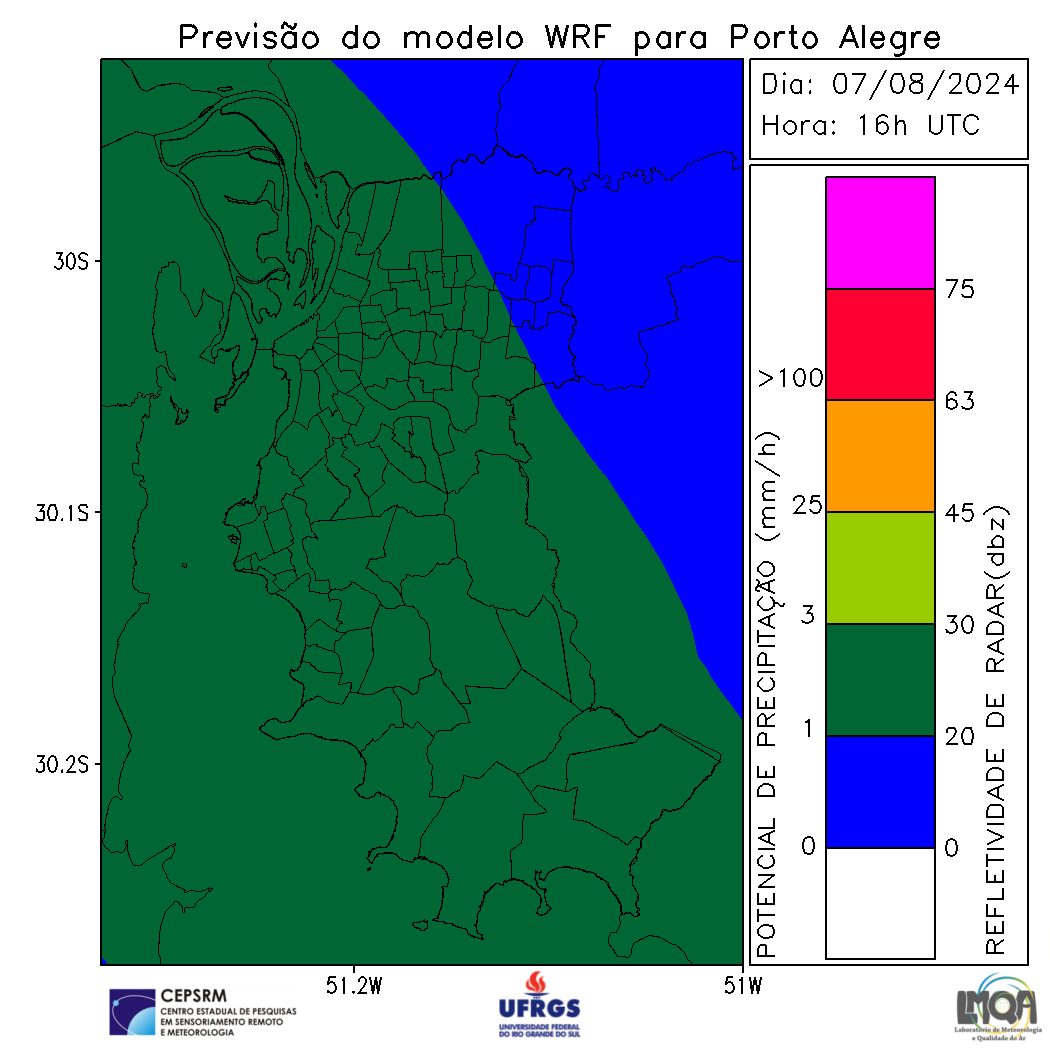 Previsão do modelo WRF para Porto Alegre
Dia: 07/08/2024
Hora: 16h UTC
30S
30.1S
30.2S
51.2W
51W
POTENCIAL DE PRECIPITAÇÃO (mm/h)
>100
25
3
1
0
75
63
45
30
20
0
REFLETIVIDADE DE RADAR(dbz)
CEPSRM
CENTRO ESTADUAL DE PESQUISAS
EM SENSORIAMENTO REMOTO
E METEOROLOGIA
UFRGS
UNIVERSIDADE FEDERAL
DO RIO GRANDE DO SUL
LMQA
Laboratório de Meteorologia
e Qualidade do Ar